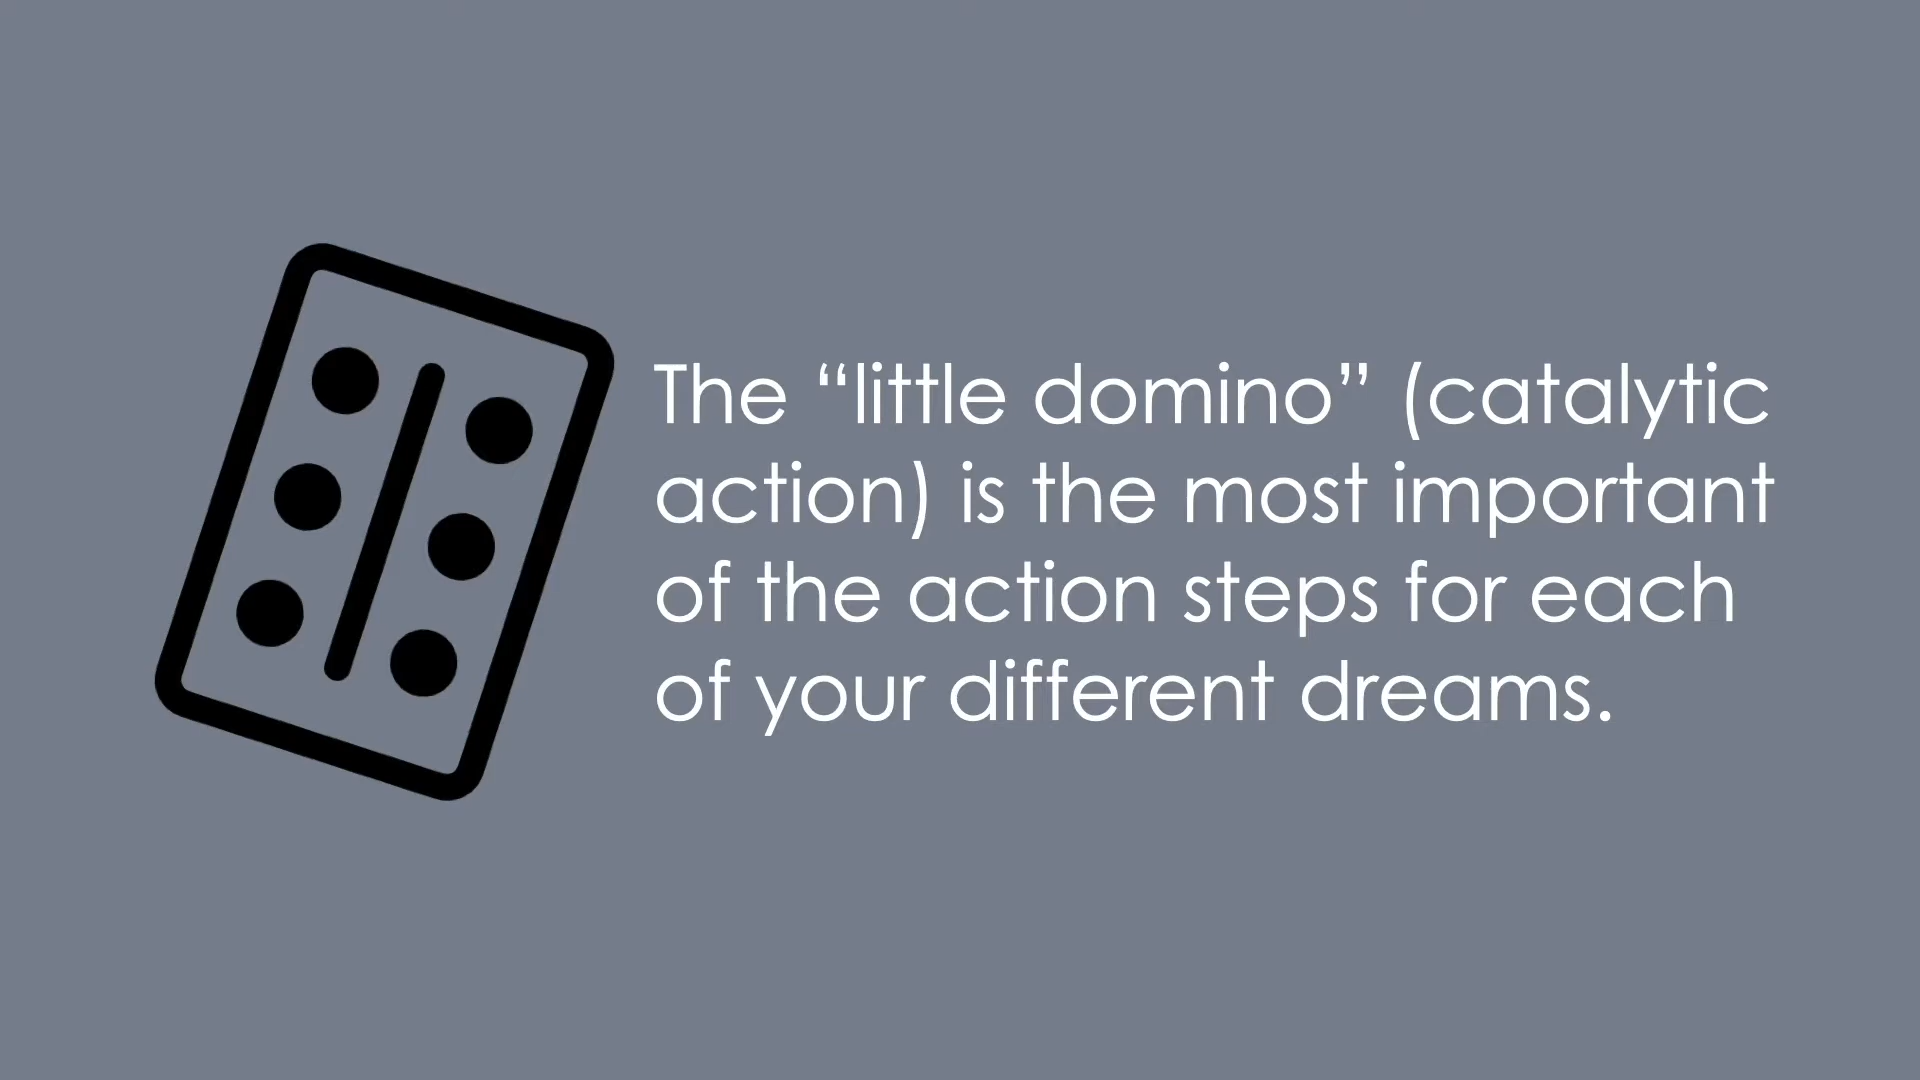 The “little domino” (catalytic
action) is the most important
of the action steps for each
of your different dreams.